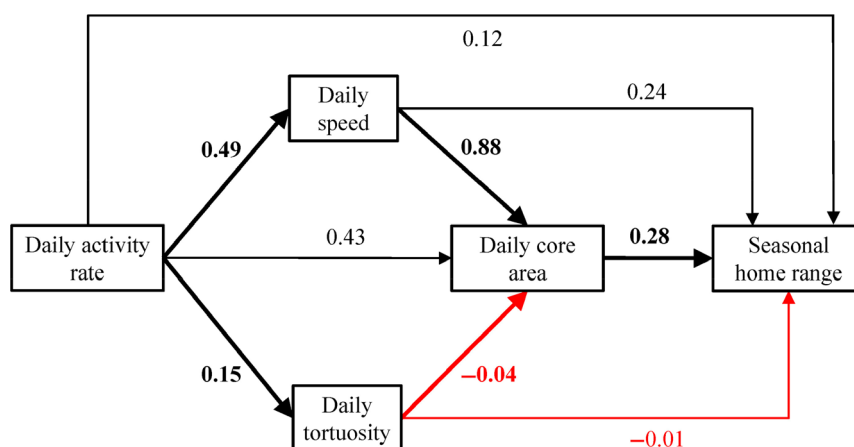 0.12
Daily
speed
0.24
0.49
0.88
Daily activity
rate
0.43
Daily core
area
0.28
Seasonal
home range
0.15
−0.04
Daily
tortuosity
−0.01